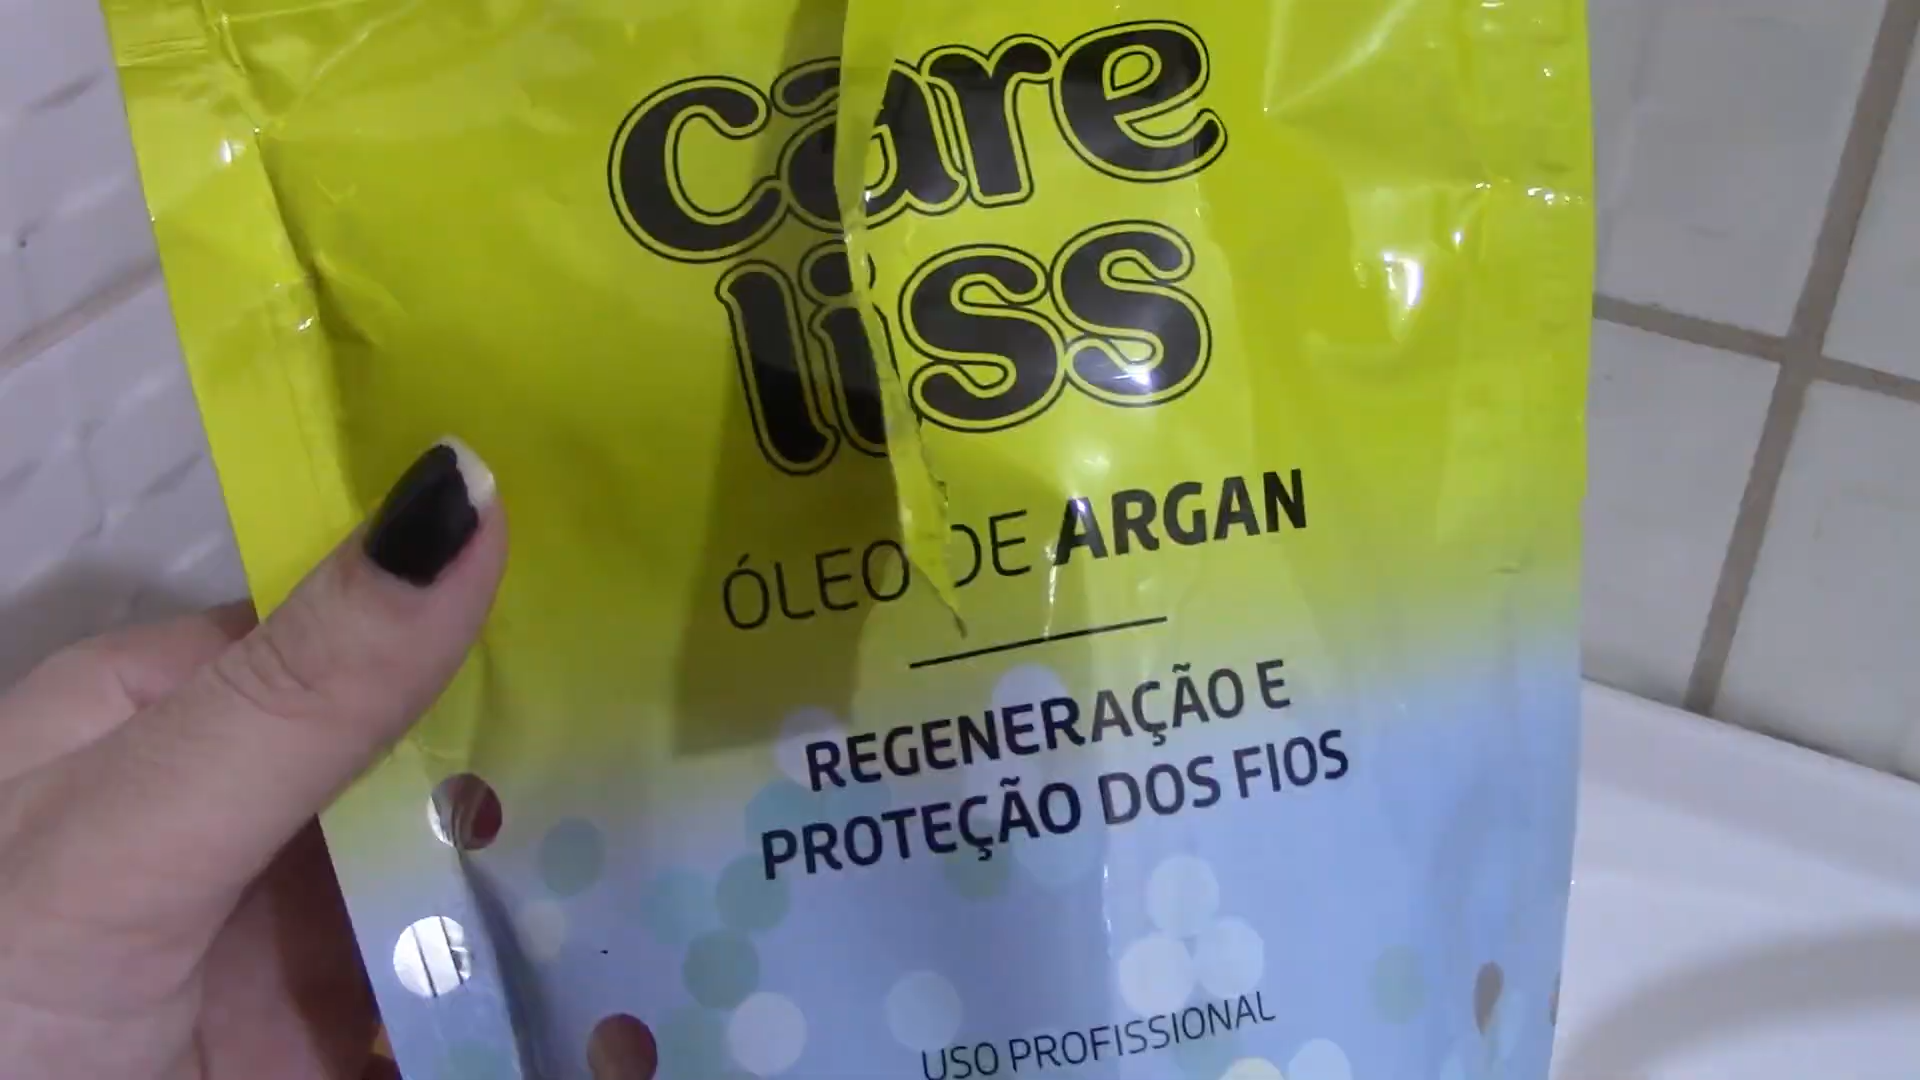 care
liss
ÓLEO DE ARGAN
REGENERAÇÃO E
PROTEÇÃO DOS FIOS
USO PROFISSIONAL